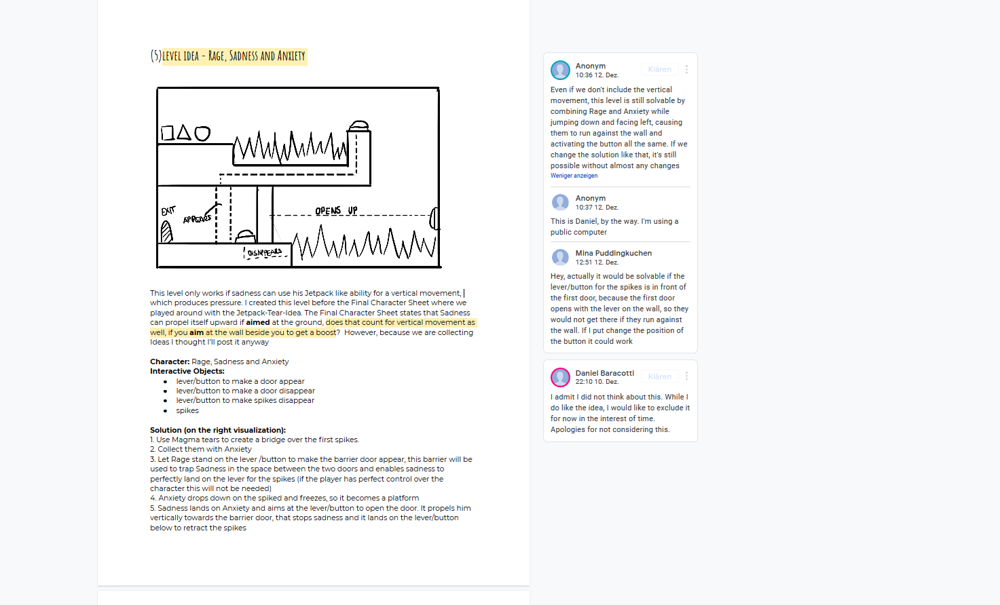 (5)LEVEL IDEA - RAGE, SADNESS AND ANXIETY
EXIT
APPEARS
OPENS UP
DISAPPEARS
This level only works if sadness can use his Jetpack like ability for a vertical movement,
which produces pressure. I created this level before the Final Character Sheet where we
played around with the Jetpack-Tear-Idea. The Final Character Sheet states that Sadness
can propel itself upward if aimed at the ground, does that count for vertical movement as
well, if you aim at the wall beside you to get a boost? However, because we are collecting
Ideas I thought I'll post it anyway
Character: Rage, Sadness and Anxiety
Interactive Objects:
● lever/button to make a door appear
● lever/button to make a door disappear
● lever/button to make spikes disappear
● spikes
Solution (on the right visualization):
1. Use Magma tears to create a bridge over the first spikes.
2. Collect them with Anxiety
3. Let Rage stand on the lever /button to make the barrier door appear, this barrier will be
used to trap Sadness in the space between the two doors and enables sadness to
perfectly land on the lever for the spikes (if the player has perfect control over the
character this will not be needed)
4. Anxiety drops down on the spiked and freezes, so it becomes a platform
5. Sadness lands on Anxiety and aims at the lever/button to open the door. It propels him
vertically towards the barrier door, that stops sadness and it lands on the lever/button
below to retract the spikes
Anonym
Klären
10:36 12. Dez.
Even if we don't include the vertical
movement, this level is still solvable by
combining Rage and Anxiety while
jumping down and facing left, causing
them to run against the wall and
activating the button all the same. If we
change the solution like that, it's still
possible without almost any changes
Weniger anzeigen
Anonym
10:37 12. Dez.
This is Daniel, by the way. I'm using a
public computer
Mina Puddingkuchen
12:51 12. Dez.
Hey, actually it would be solvable if the
lever/button for the spikes is in front of
the first door, because the first door
opens with the lever on the wall, so they
would not get there if they run against
the wall. If I put change the position of
the button it could work
Daniel Baracotti
Klären
22:10 10. Dez.
I admit I did not think about this. While I
do like the idea, I would like to exclude it
for now in the interest of time.
Apologies for not considering this.